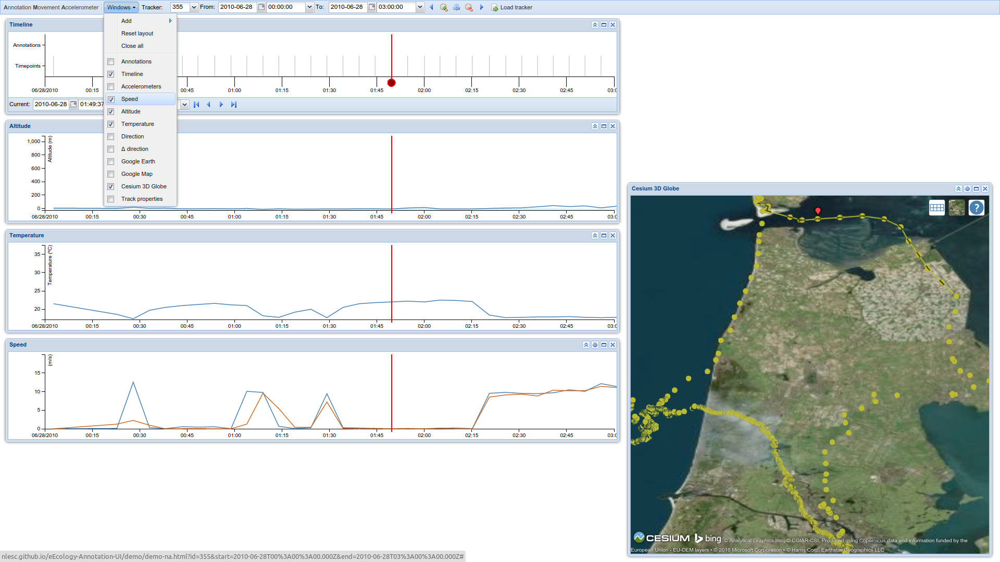 Annotation Movement Accelerometer Windows Tracker: 355 From: 2010-06-28 00:00:00 To: 2010-06-28 03:00:00 Load tracker
Add
Reset layout
Close all
Annotations
Timeline
Accelerometers
Speed
Altitude
Temperature
Direction
Δ direction
Google Earth
Google Map
Cesium 3D Globe
Track properties
Timeline
Annotations
Timepoints
06/28/2010 00:15 00:45 01:00 01:15 01:30 01:45 02:00 02:15 02:30 02:45 03:0
Current: 2010-06-28 01:49:37
Altitude
Altitude (m)
1,000
800
600
400
200
0
06/28/2010 00:15 00:30 00:45 01:00 01:15 01:30 01:45 02:00 02:15 02:30 02:45 03:0
Temperature
Temperature (°C)
35
30
25
20
06/28/2010 00:15 00:30 00:45 01:00 01:15 01:30 01:45 02:00 02:15 02:30 02:45 03:0
Speed
(m/s)
15
10
5
0
06/28/2010 00:15 00:30 00:45 01:00 01:15 01:30 01:45 02:00 02:15 02:30 02:45 03:0
Cesium 3D Globe
?
CESIUM bing © Analytical Graphics Inc., © CGIAR-CSI, Produced using Copernicus data and information funded by the
European Union - EU-DEM layers • © 2016 Microsoft Corporation • © Harris Corp, Earthstar Geographics LLC
nlesc.github.io/eEcology-Annotation-UI/demo/demo-na.html?id=355&start=2010-06-28T00%3A00%3A00.000Z&end=2010-06-28T03%3A00%3A00.000Z#